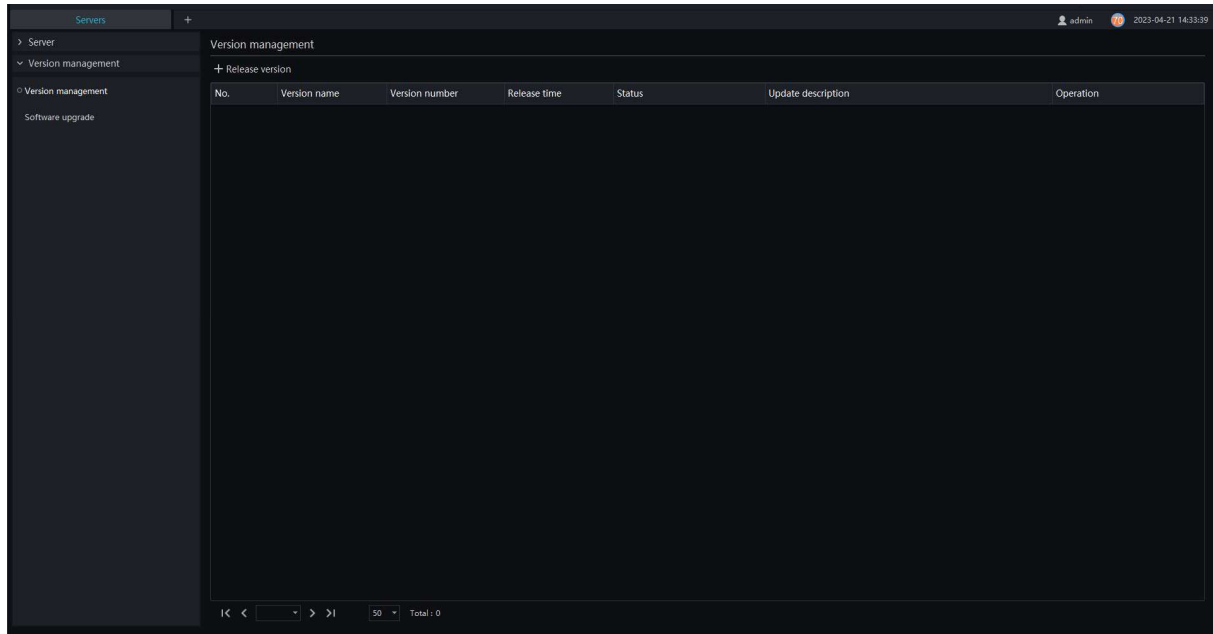 Servers +
admin 70 2023-04-21 14:33:39
Server
Version management
Version management
Software upgrade
Version management
+ Release version
No. Version name Version number Release time Status Update description Operation
50 Total : 0